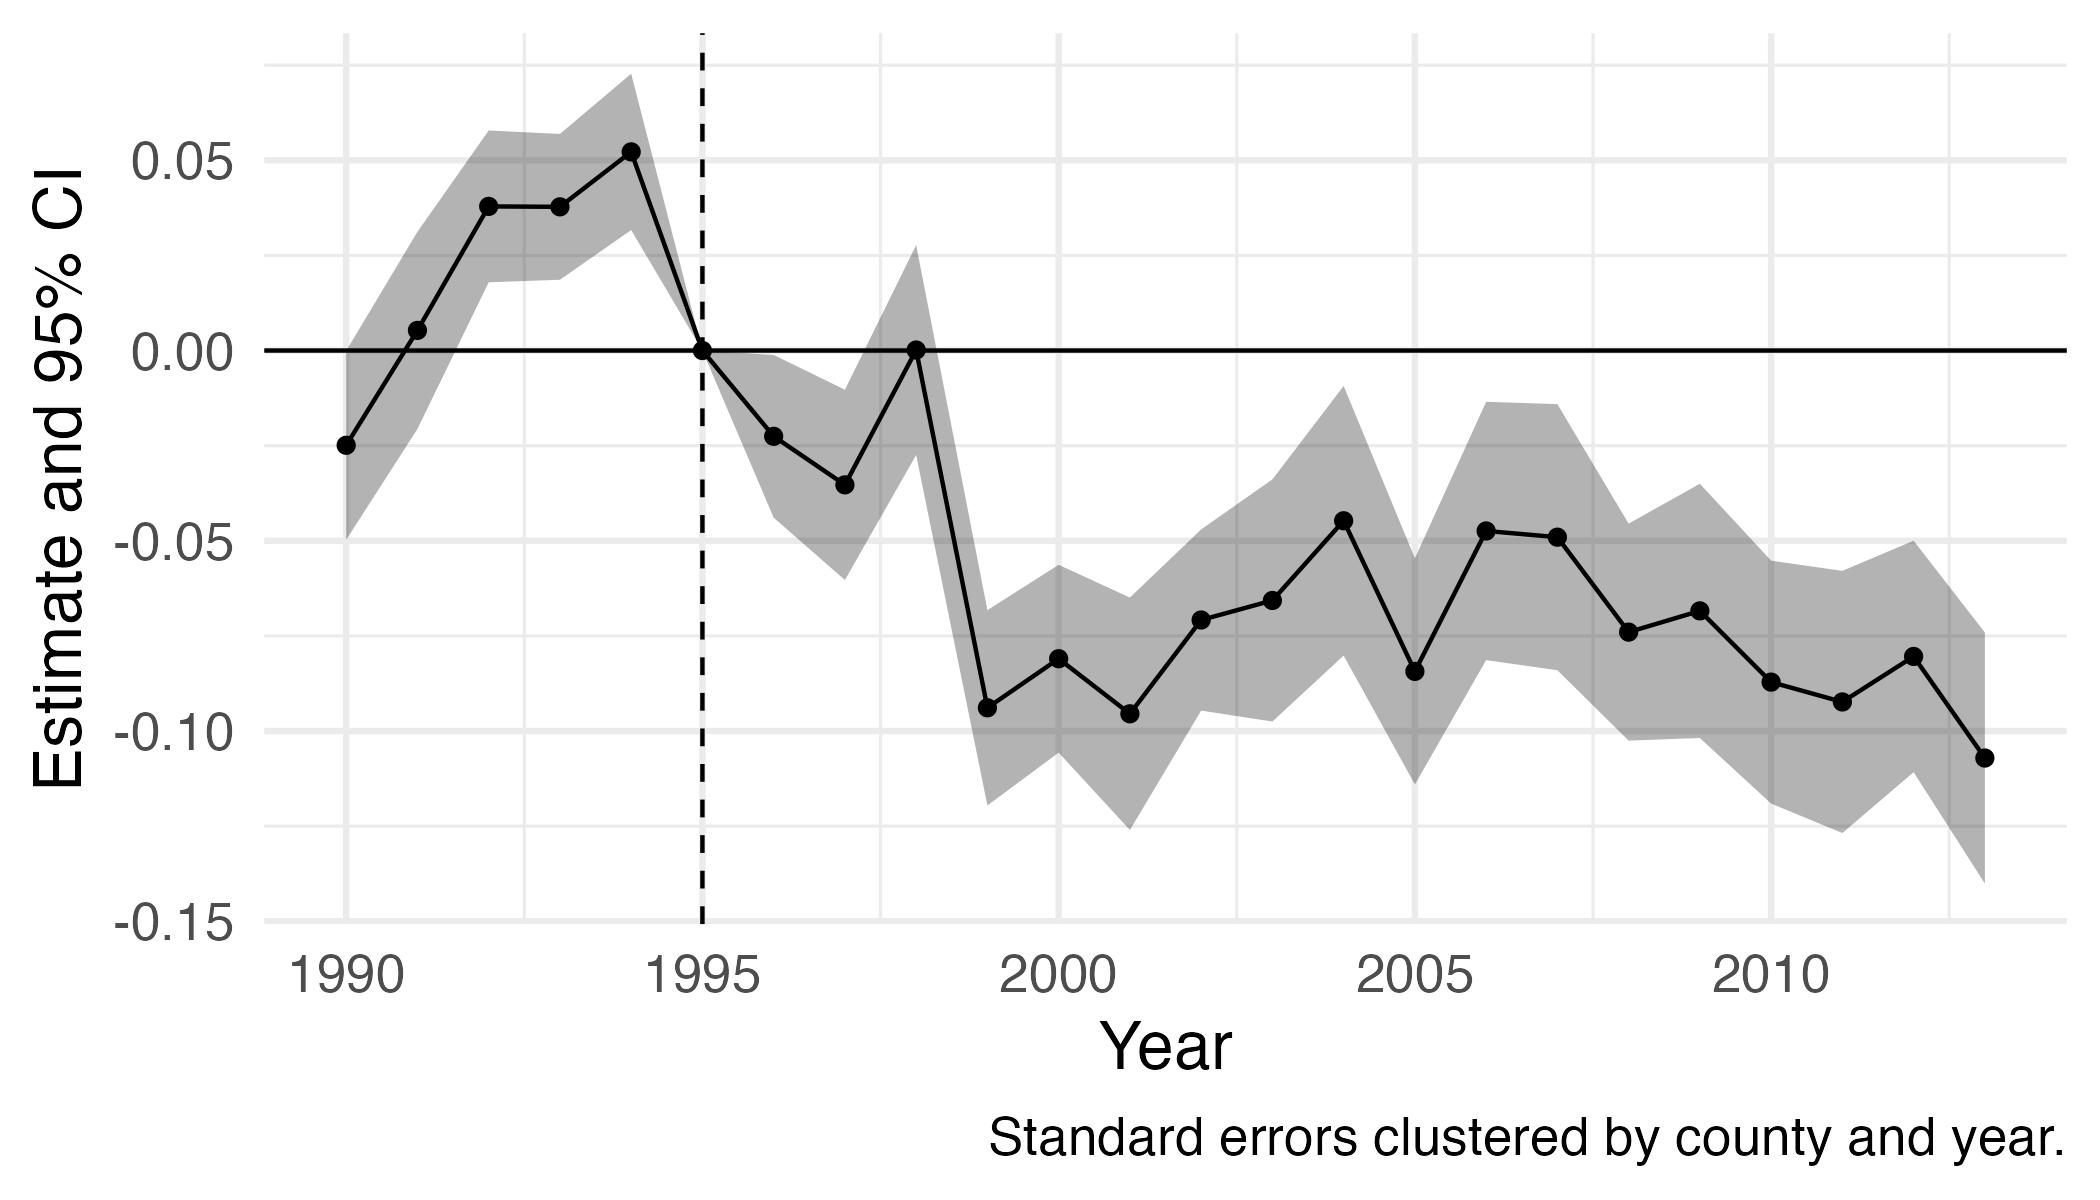 Estimate and 95% CI
0.05
0.00
-0.05
-0.10
-0.15
1990 1995 2000 2005 2010
Year
Standard errors clustered by county and year.